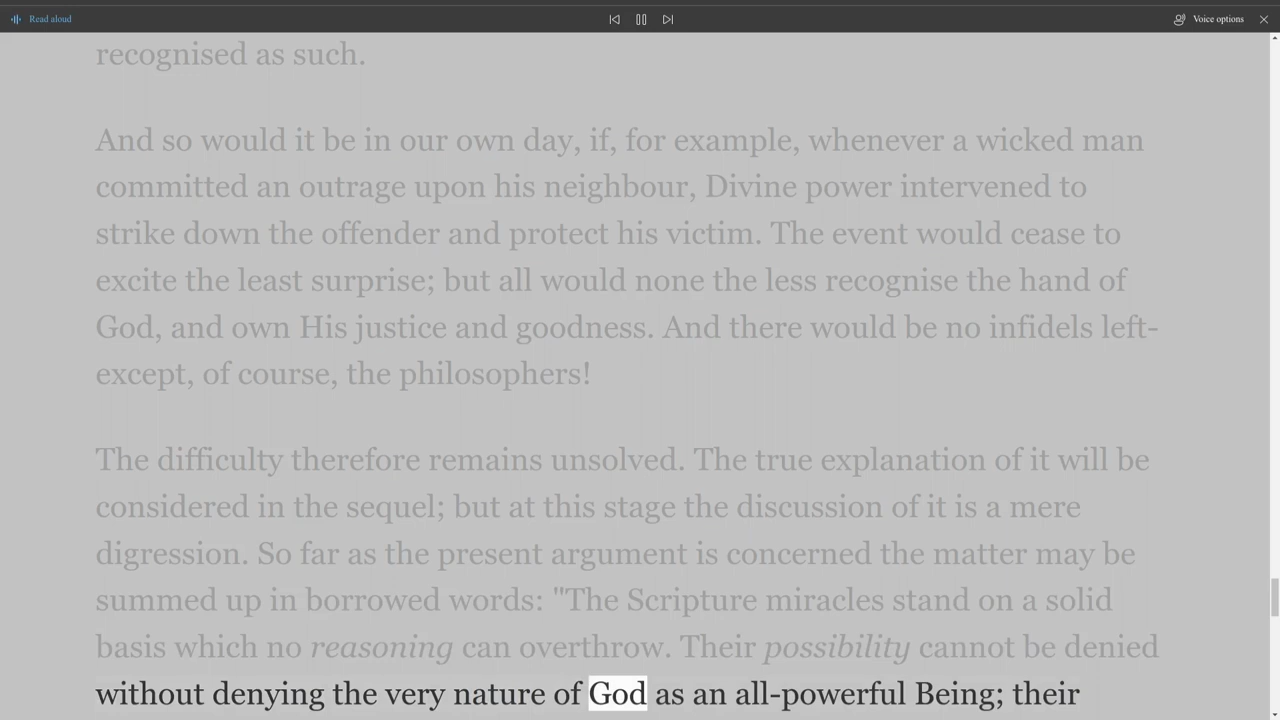 Read aloud
Voice options
recognised as such.
And so would it be in our own day, if, for example, whenever a wicked man
committed an outrage upon his neighbour, Divine power intervened to
strike down the offender and protect his victim. The event would cease to
excite the least surprise; but all would none the less recognise the hand of
God, and own His justice and goodness. And there would be no infidels left-
except, of course, the philosophers!
The difficulty therefore remains unsolved. The true explanation of it will be
considered in the sequel; but at this stage the discussion of it is a mere
digression. So far as the present argument is concerned the matter may be
summed up in borrowed words: "The Scripture miracles stand on a solid
basis which no reasoning can overthrow. Their possibility cannot be denied
without denying the very nature of God as an all-powerful Being; their